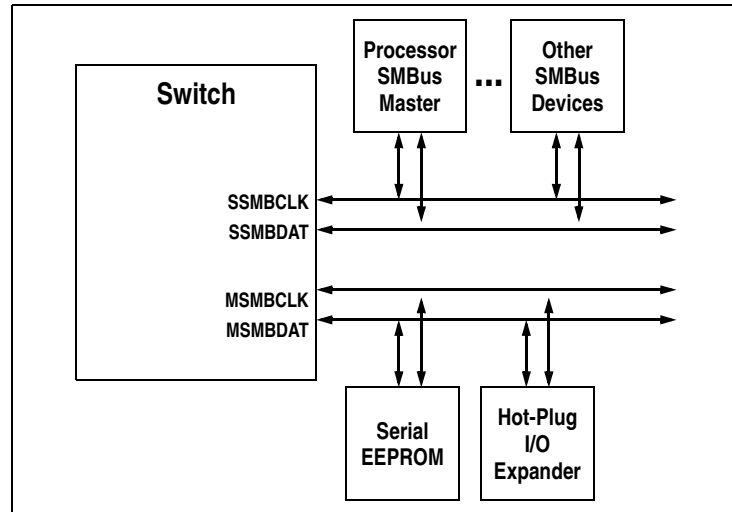 Processor
SMBus
Master
...
Other
SMBus
Devices
Switch
SSMBCLK
SSMBDAT
MSMBCLK
MSMBDAT
Serial
EEPROM
Hot-Plug
I/O
Expander